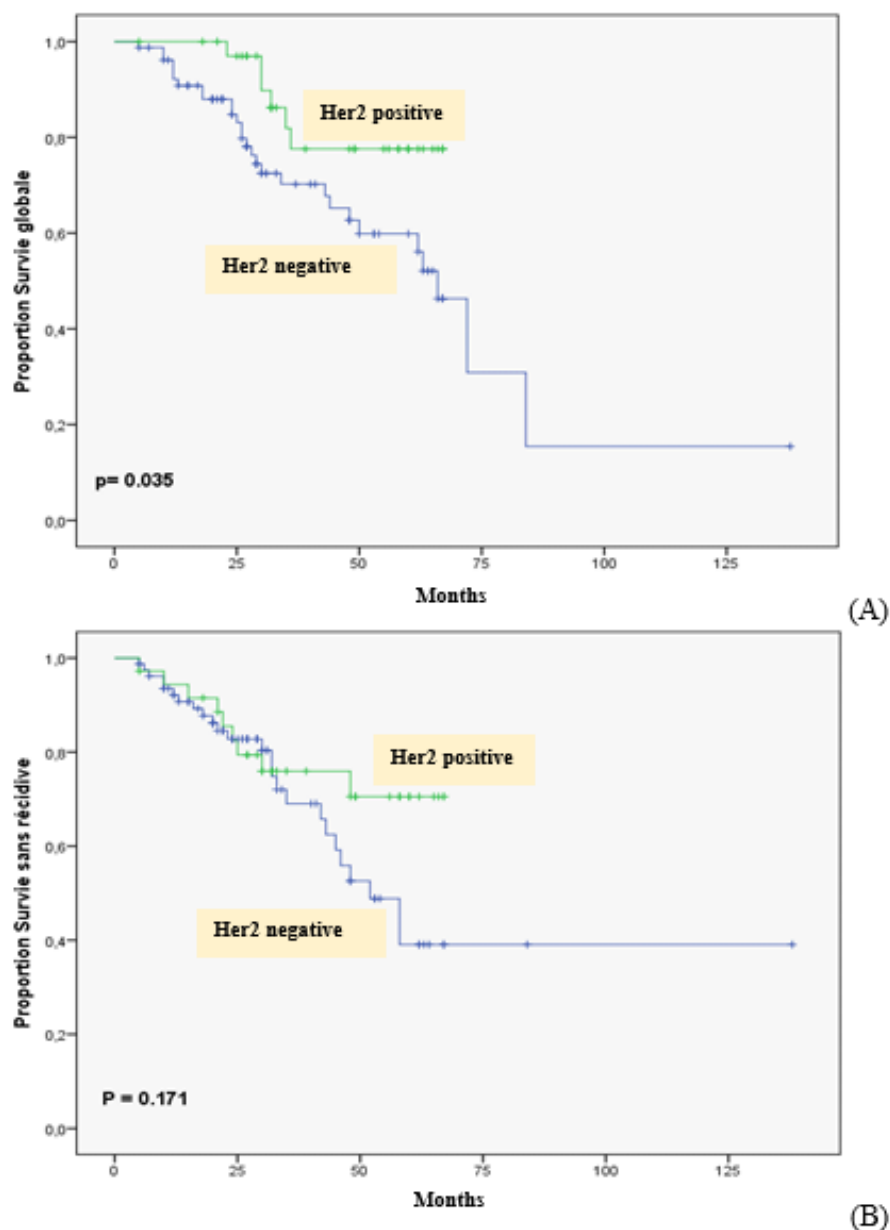 1,0
0,8
0,6
0,4
0,2
0,0
Proportion Survie globale
Her2 positive
Her2 negative
p= 0.035
0 25 50 75 100 125
Months
(A)
1,0
0,8
0,6
0,4
0,2
0,0
Proportion Survie sans récidive
Her2 positive
Her2 negative
P = 0.171
0 25 50 75 100 125
Months
(B)